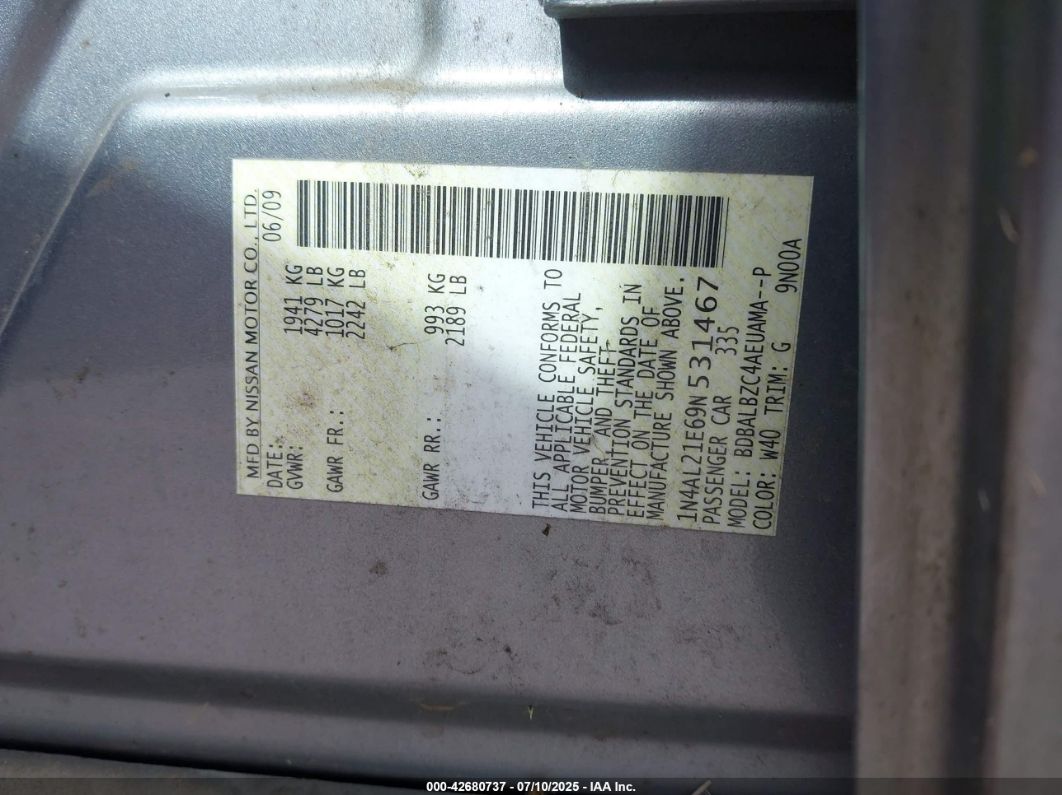 MFD BY NISSAN MOTOR CO., LTD.
DATE: 06/09
GVWR: 1941 KG
4279 LB
GAWR FR.: 1017 KG
2242 LB
GAWR RR.: 993 KG
2189 LB
THIS VEHICLE CONFORMS TO
ALL APPLICABLE FEDERAL
MOTOR VEHICLE SAFETY,
BUMPER, AND THEFT
PREVENTION STANDARDS IN
EFFECT ON THE DATE OF
MANUFACTURE SHOWN ABOVE.
1N4AL21E69N531467
PASSENGER CAR 335
MODEL: BDBALBZC4AEUAMA--P
COLOR: W40 TRIM: G 9N00A
000-42680737 - 07/10/2025 - IAA Inc.